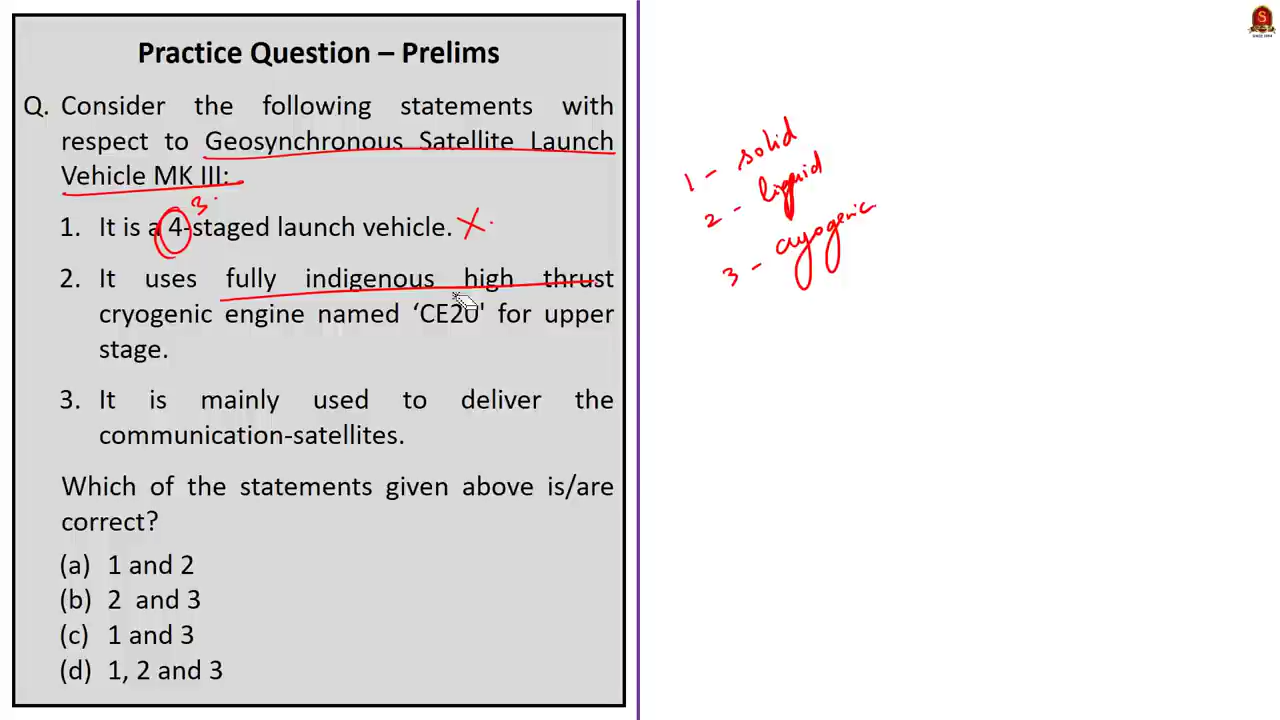 Practice Question – Prelims
Q. Consider the following statements with
respect to Geosynchronous Satellite Launch
Vehicle MK III:
3.
1. It is a 4-staged launch vehicle.
2. It uses fully indigenous high thrust
cryogenic engine named ‘CE20' for upper
stage.
3. It is mainly used to deliver the
communication-satellites.
Which of the statements given above is/are
correct?
(a) 1 and 2
(b) 2 and 3
(c) 1 and 3
(d) 1, 2 and 3
1 - solid
2 - liquid
3 - cryogenic